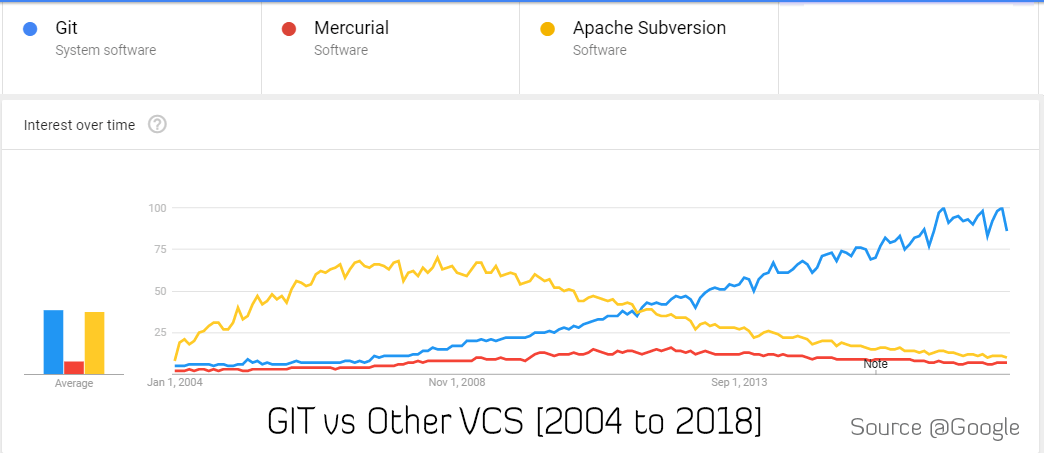 Git
Mercurial
Apache Subversion
System software
Software
Software
Interest over time ?
100
75
50
25
Note
Average
Jan 1, 2004
Nov 1, 2008
Sep 1, 2013
GIT vs Other VCS [2004 to 2018]
Source @Google